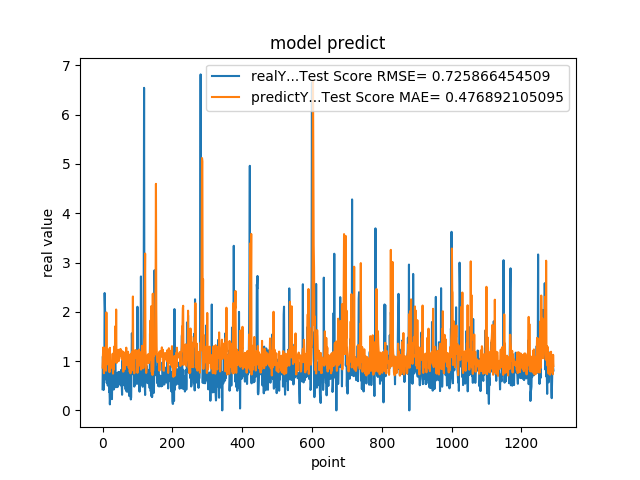 model predict
realY...Test Score RMSE= 0.725866454509
predictY...Test Score MAE= 0.476892105095
real value
7
6
5
4
3
2
1
0
0 200 400 600 800 1000 1200
point